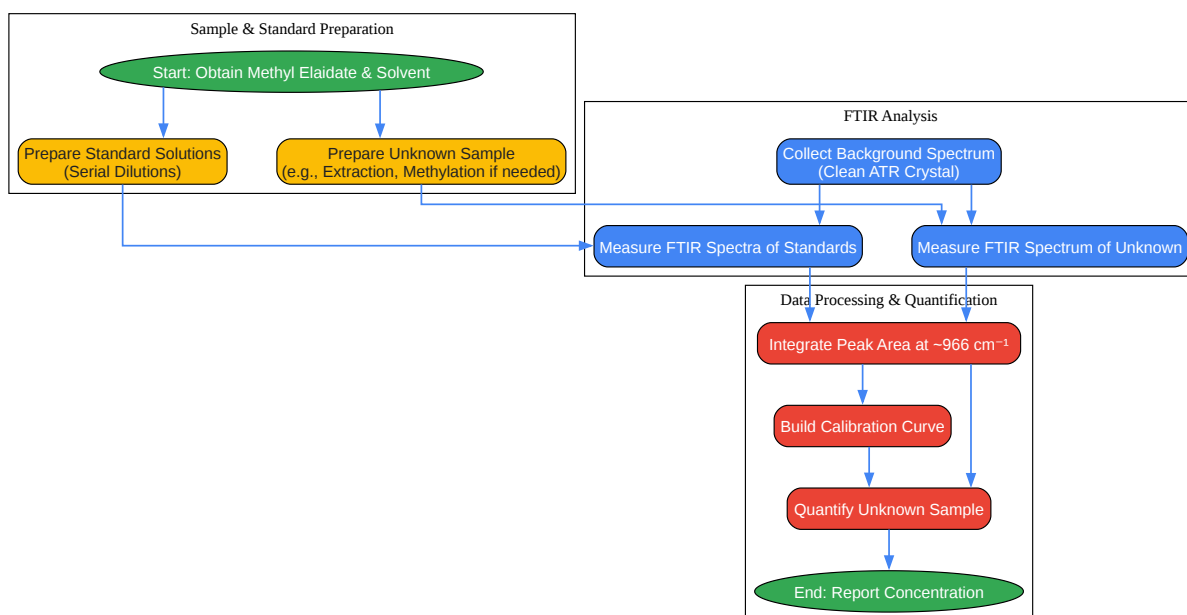 Sample & Standard Preparation
Start: Obtain Methyl Elaidate & Solvent
Prepare Standard Solutions
(Serial Dilutions)
Prepare Unknown Sample
(e.g., Extraction, Methylation if needed)
FTIR Analysis
Collect Background Spectrum
(Clean ATR Crystal)
Measure FTIR Spectra of Standards
Measure FTIR Spectrum of Unknown
Data Processing & Quantification
Integrate Peak Area at ~966 cm⁻¹
Build Calibration Curve
Quantify Unknown Sample
End: Report Concentration